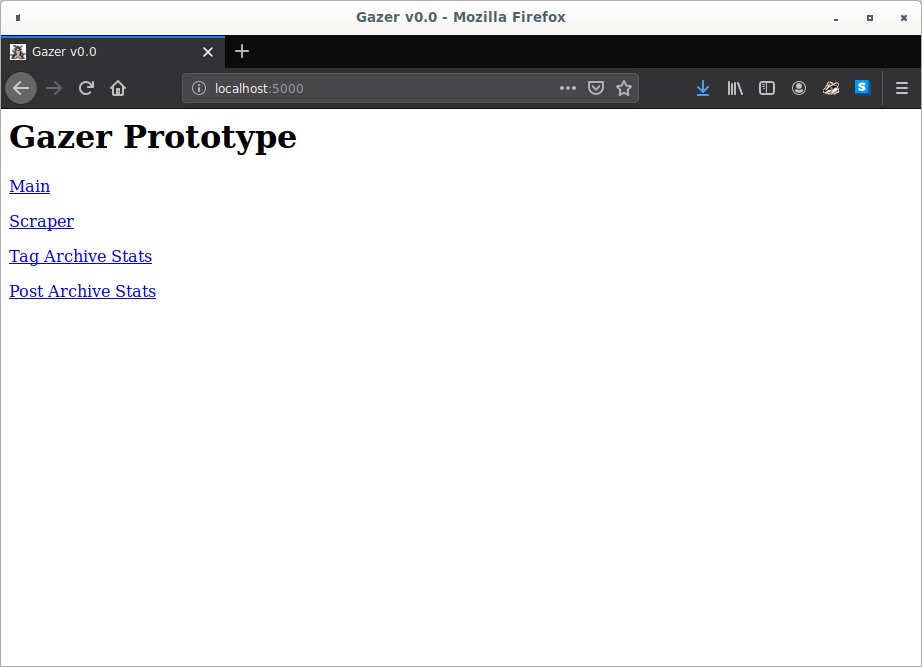 Gazer v0.0 - Mozilla Firefox
Gazer v0.0
localhost:5000
S
Gazer Prototype
Main
Scraper
Tag Archive Stats
Post Archive Stats